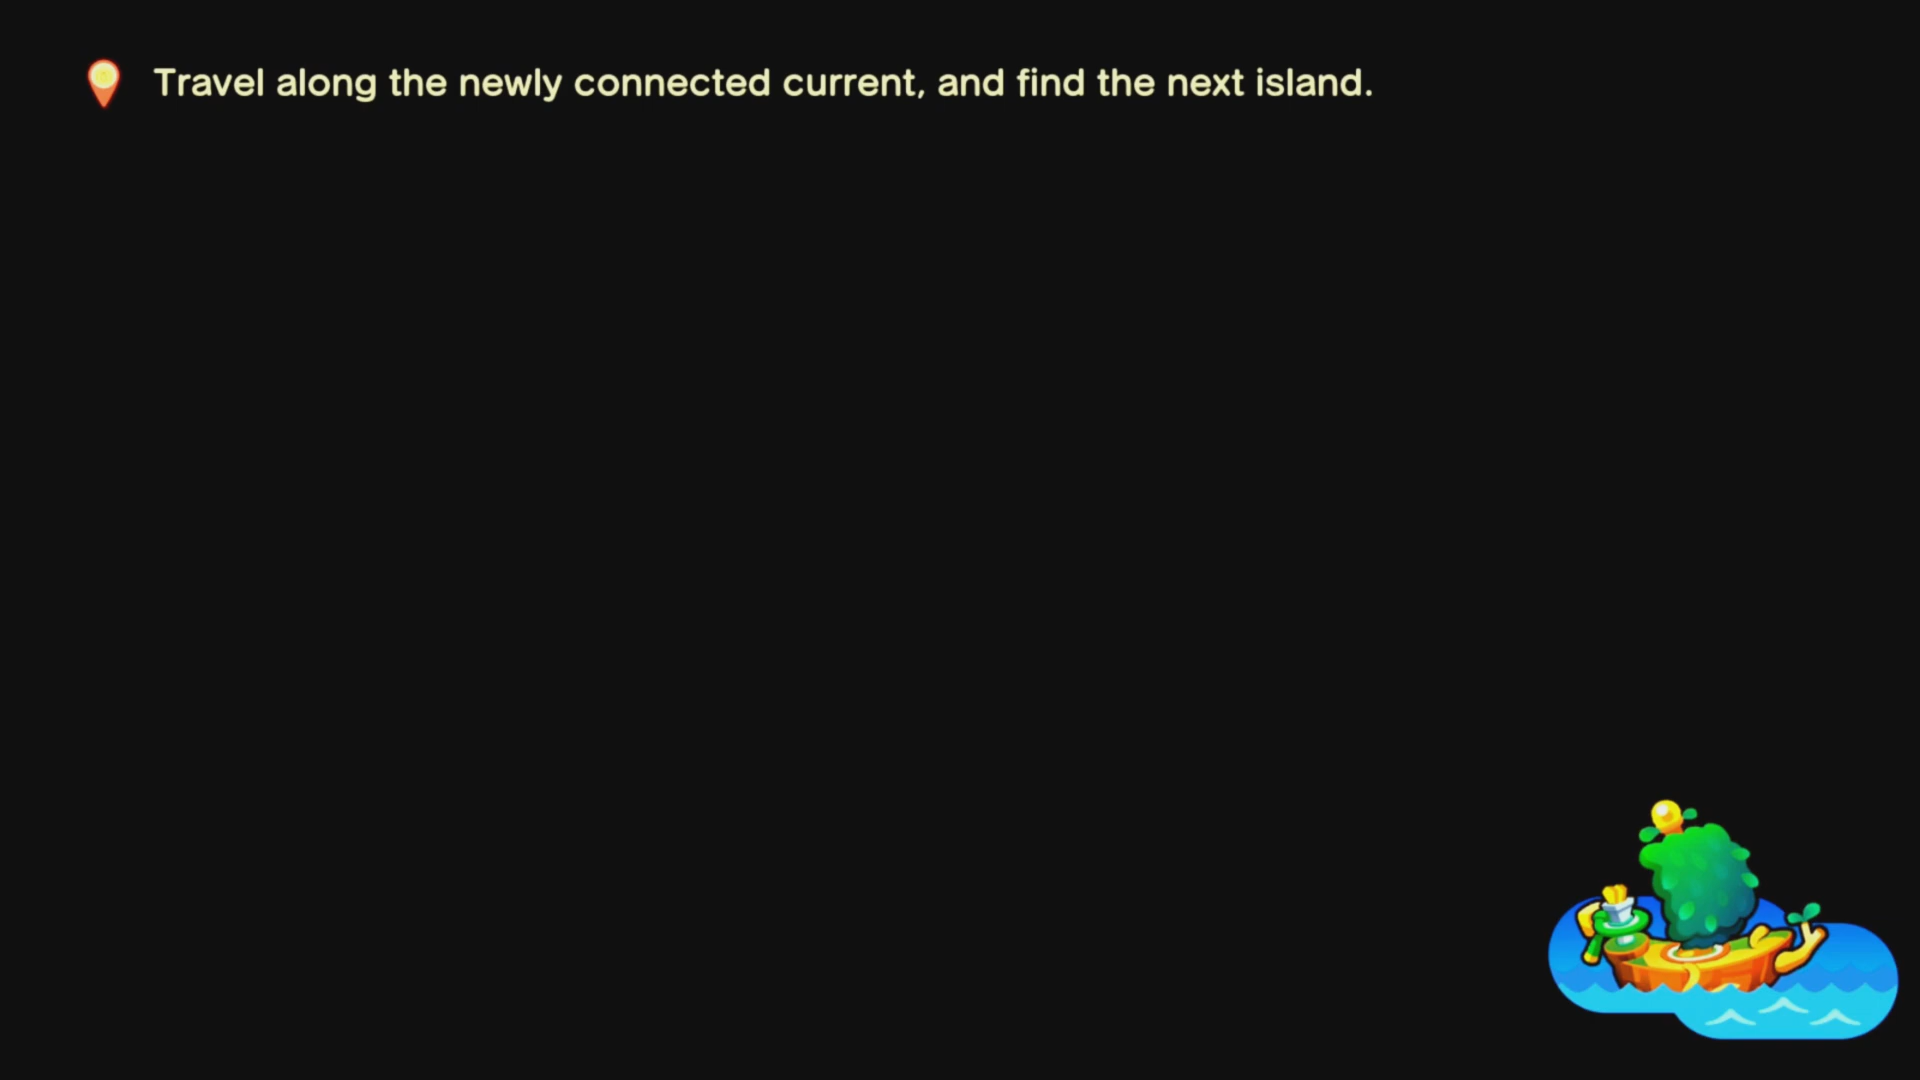 Travel along the newly connected current, and find the next island.